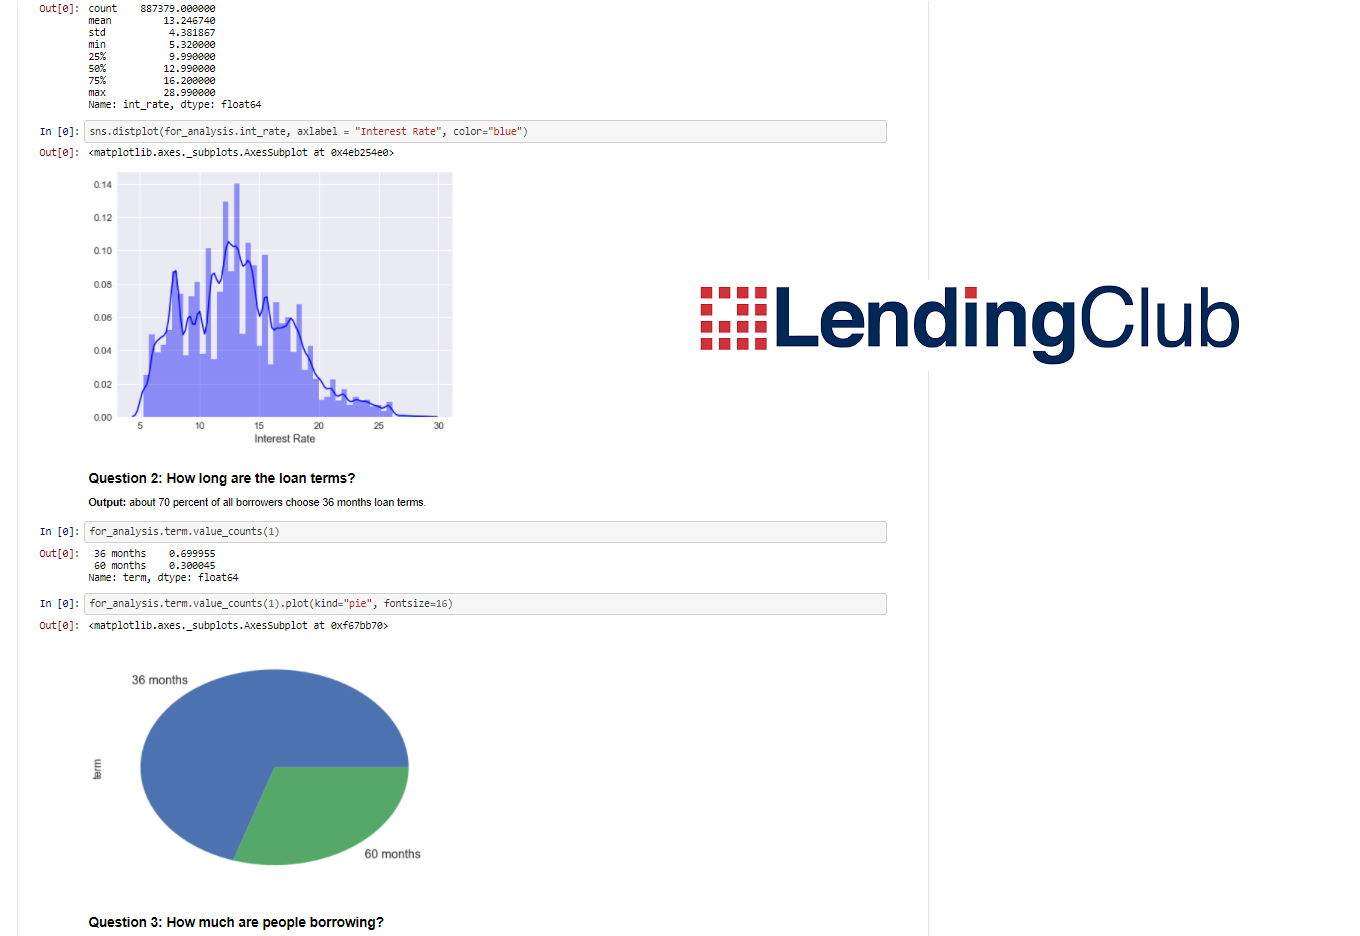 Out[0]: count    887379.000000
mean         13.246740
std           4.381867
min           5.320000
25%           9.990000
50%          12.990000
75%          16.200000
max          28.990000
Name: int_rate, dtype: float64
In [0]: sns.distplot(for_analysis.int_rate, axlabel = "Interest Rate", color="blue")
Out[0]: <matplotlib.axes._subplots.AxesSubplot at 0x4eb254e0>
0.14
0.12
0.10
0.08
0.06
0.04
0.02
0.00
5 10 15 20 25 30
Interest Rate
LendingClub
Question 2: How long are the loan terms?
Output: about 70 percent of all borrowers choose 36 months loan terms.
In [0]: for_analysis.term.value_counts(1)
Out[0]: 36 months    0.699955
60 months    0.300045
Name: term, dtype: float64
In [0]: for_analysis.term.value_counts(1).plot(kind="pie", fontsize=16)
Out[0]: <matplotlib.axes._subplots.AxesSubplot at 0xf67bb70>
36 months
term
60 months
Question 3: How much are people borrowing?